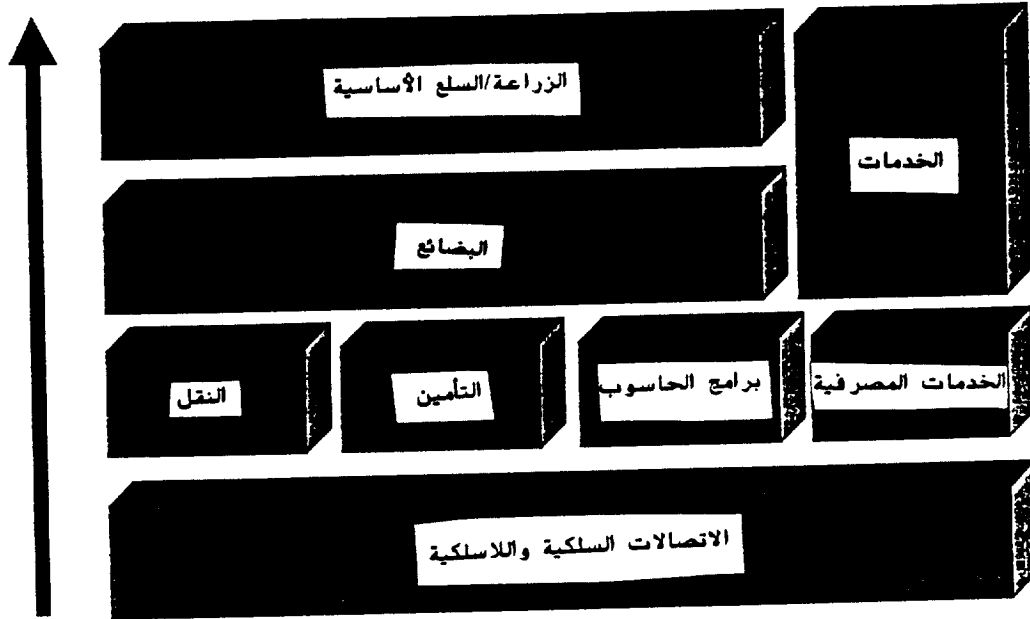 الزراعة/السلع الأساسية
الخدمات
البضائع
الخدمات المصرفية
برامج الحاسوب
التأمين
النقل
الاتصالات السلكية واللاسلكية